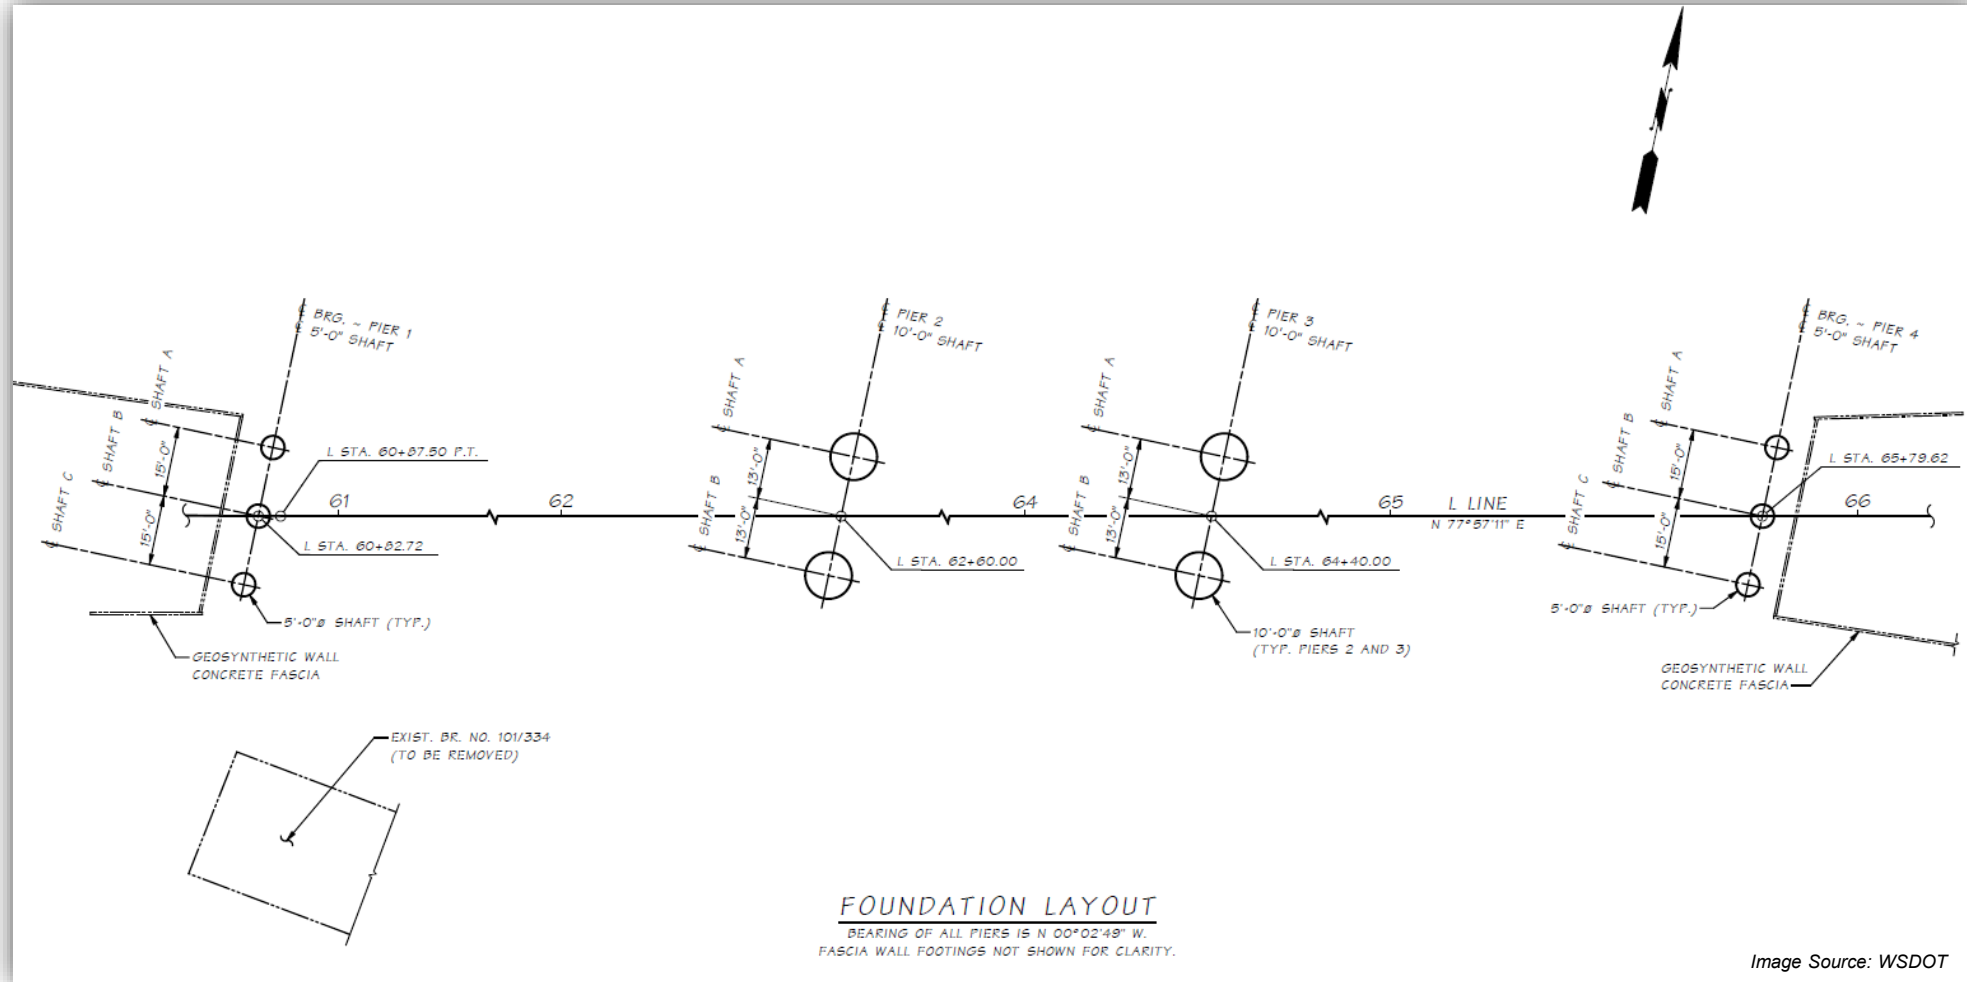 ℄ BRG. ~ PIER 1
5'-0" SHAFT
℄ SHAFT A
℄ SHAFT B
℄ SHAFT C
15'-0"
15'-0"
L STA. 60+87.50 P.T.
L STA. 60+82.72
5'-0"ø SHAFT (TYP.)
GEOSYNTHETIC WALL
CONCRETE FASCIA
61
62
℄ PIER 2
10'-0" SHAFT
℄ SHAFT A
℄ SHAFT B
13'-0"
13'-0"
L STA. 62+60.00
64
℄ PIER 3
10'-0" SHAFT
℄ SHAFT A
℄ SHAFT B
13'-0"
13'-0"
L STA. 64+40.00
10'-0"ø SHAFT
(TYP. PIERS 2 AND 3)
65
L LINE
N 77°57'11" E
℄ BRG. ~ PIER 4
5'-0" SHAFT
℄ SHAFT A
℄ SHAFT B
℄ SHAFT C
15'-0"
15'-0"
L STA. 65+79.62
66
5'-0"ø SHAFT (TYP.)
GEOSYNTHETIC WALL
CONCRETE FASCIA
EXIST. BR. NO. 101/334
(TO BE REMOVED)
FOUNDATION LAYOUT
BEARING OF ALL PIERS IS N 00°02'49" W.
FASCIA WALL FOOTINGS NOT SHOWN FOR CLARITY.
Image Source: WSDOT